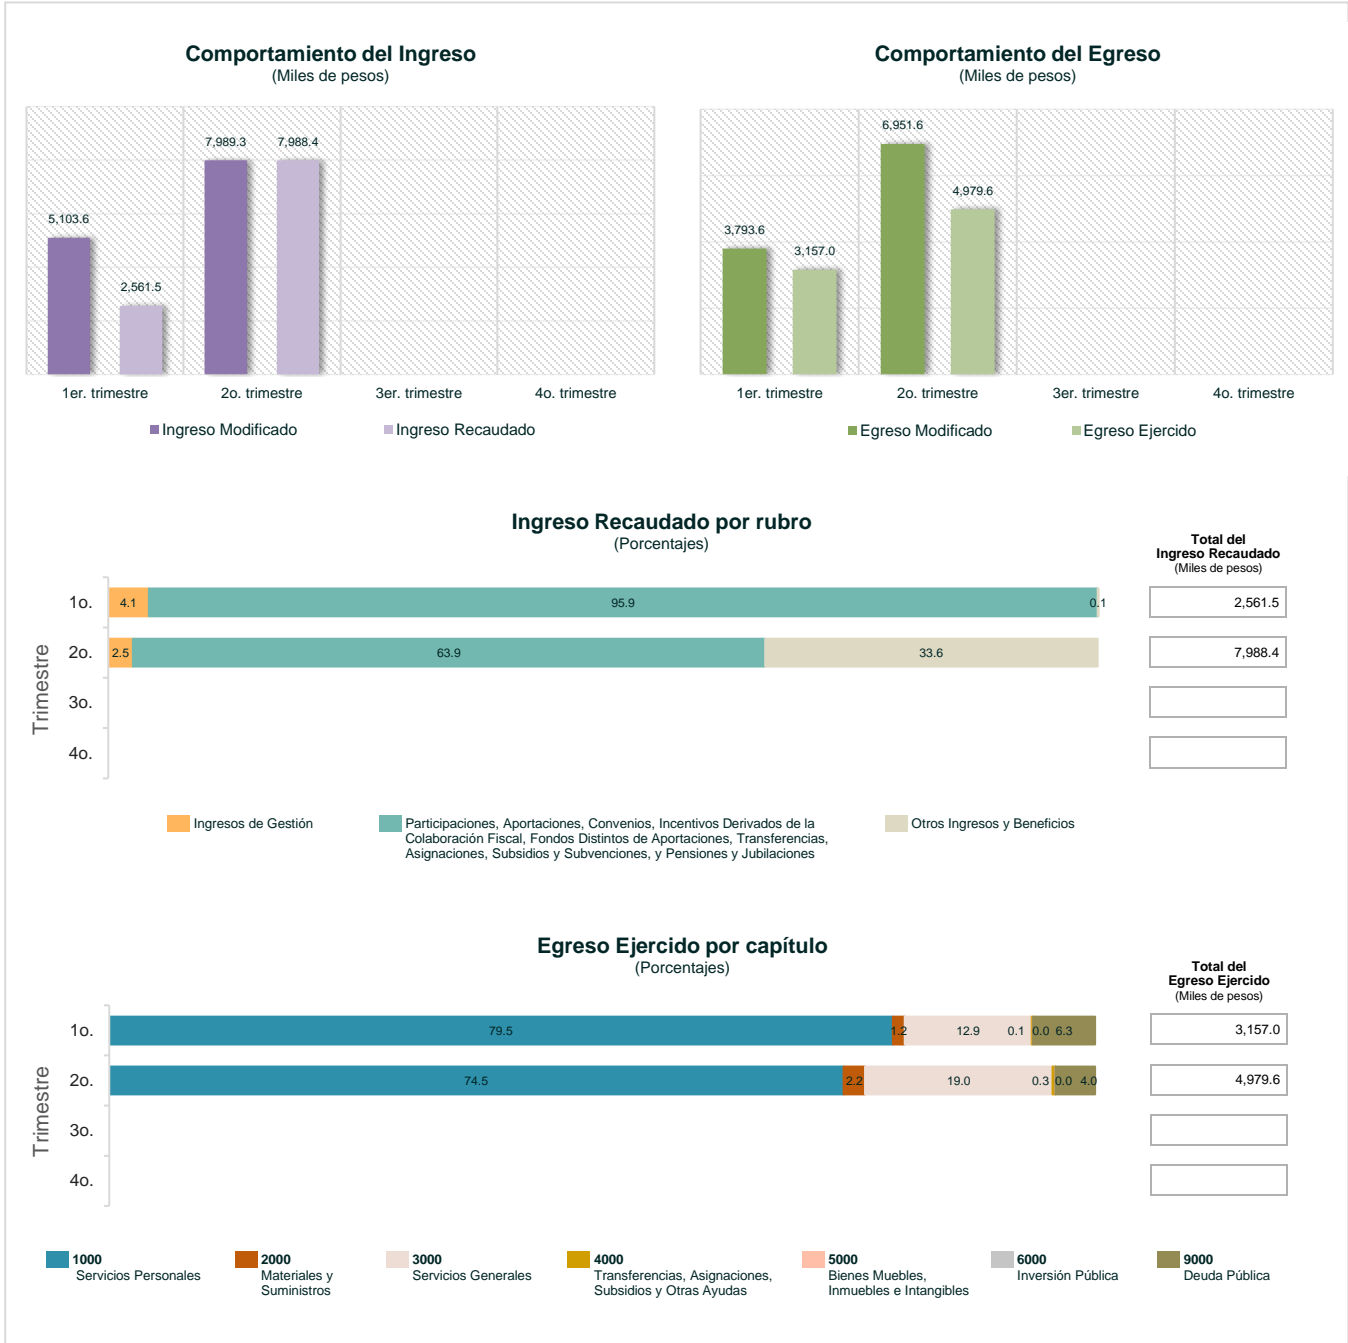 Comportamiento del Ingreso
(Miles de pesos)
5,103.6
2,561.5
7,989.3
7,988.4
1er. trimestre
2o. trimestre
3er. trimestre
4o. trimestre
Ingreso Modificado
Ingreso Recaudado
Comportamiento del Egreso
(Miles de pesos)
3,793.6
3,157.0
6,951.6
4,979.6
1er. trimestre
2o. trimestre
3er. trimestre
4o. trimestre
Egreso Modificado
Egreso Ejercido
Ingreso Recaudado por rubro
(Porcentajes)
Total del
Ingreso Recaudado
(Miles de pesos)
Trimestre
1o.
4.1
95.9
0.1
2,561.5
2o.
2.5
63.9
33.6
7,988.4
3o.
4o.
Ingresos de Gestión
Participaciones, Aportaciones, Convenios, Incentivos Derivados de la
Colaboración Fiscal, Fondos Distintos de Aportaciones, Transferencias,
Asignaciones, Subsidios y Subvenciones, y Pensiones y Jubilaciones
Otros Ingresos y Beneficios
Egreso Ejercido por capítulo
(Porcentajes)
Total del
Egreso Ejercido
(Miles de pesos)
Trimestre
1o.
79.5
1.2
12.9
0.1
0.0
6.3
3,157.0
2o.
74.5
2.2
19.0
0.3
0.0
4.0
4,979.6
3o.
4o.
1000
Servicios Personales
2000
Materiales y
Suministros
3000
Servicios Generales
4000
Transferencias, Asignaciones,
Subsidios y Otras Ayudas
5000
Bienes Muebles,
Inmuebles e Intangibles
6000
Inversión Pública
9000
Deuda Pública